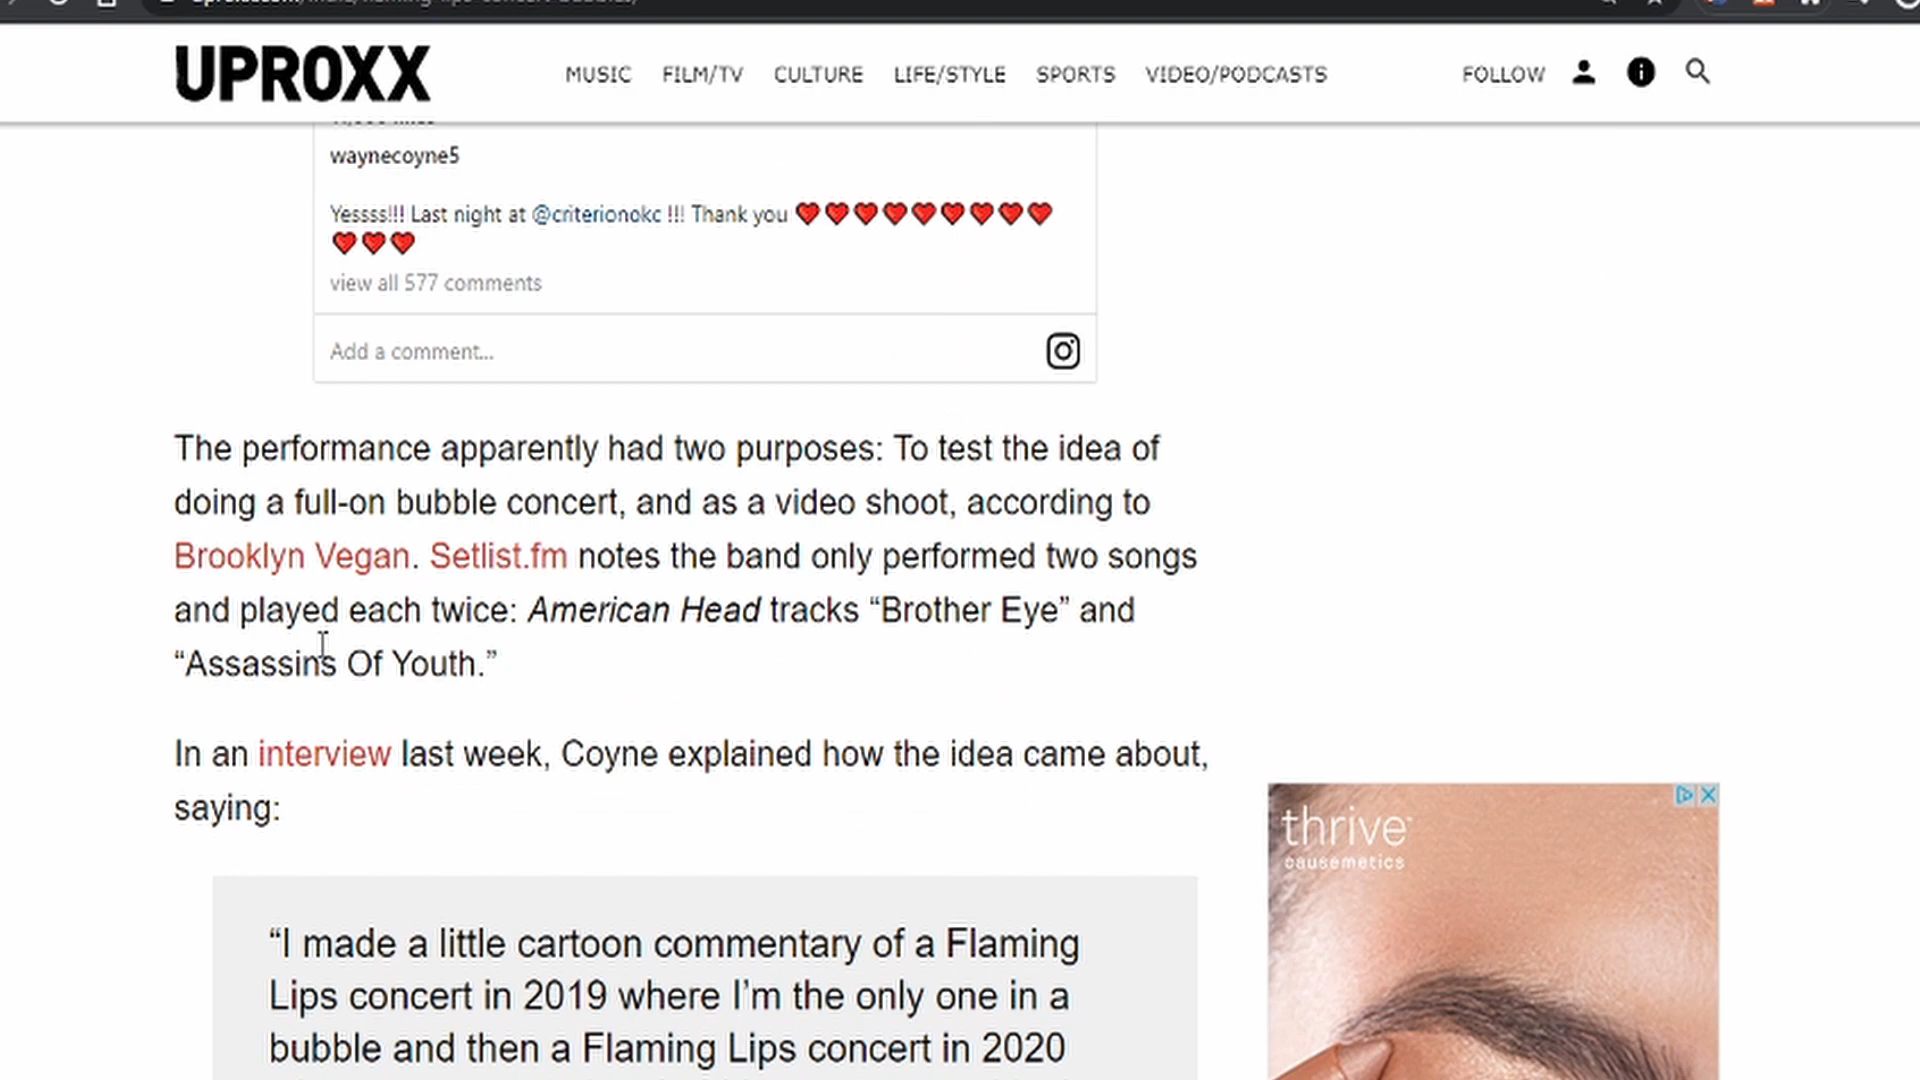 UPROXX
MUSIC FILM/TV CULTURE LIFE/STYLE SPORTS VIDEO/PODCASTS FOLLOW
waynecoyne5
Yessss!!! Last night at @criterionokc !!! Thank you ❤❤❤❤❤❤❤❤❤
❤❤❤
view all 577 comments
Add a comment...
The performance apparently had two purposes: To test the idea of
doing a full-on bubble concert, and as a video shoot, according to
Brooklyn Vegan. Setlist.fm notes the band only performed two songs
and played each twice: American Head tracks “Brother Eye” and
“Assassins Of Youth.”
In an interview last week, Coyne explained how the idea came about,
saying:
“I made a little cartoon commentary of a Flaming
Lips concert in 2019 where I’m the only one in a
bubble and then a Flaming Lips concert in 2020
thrive
causemetics